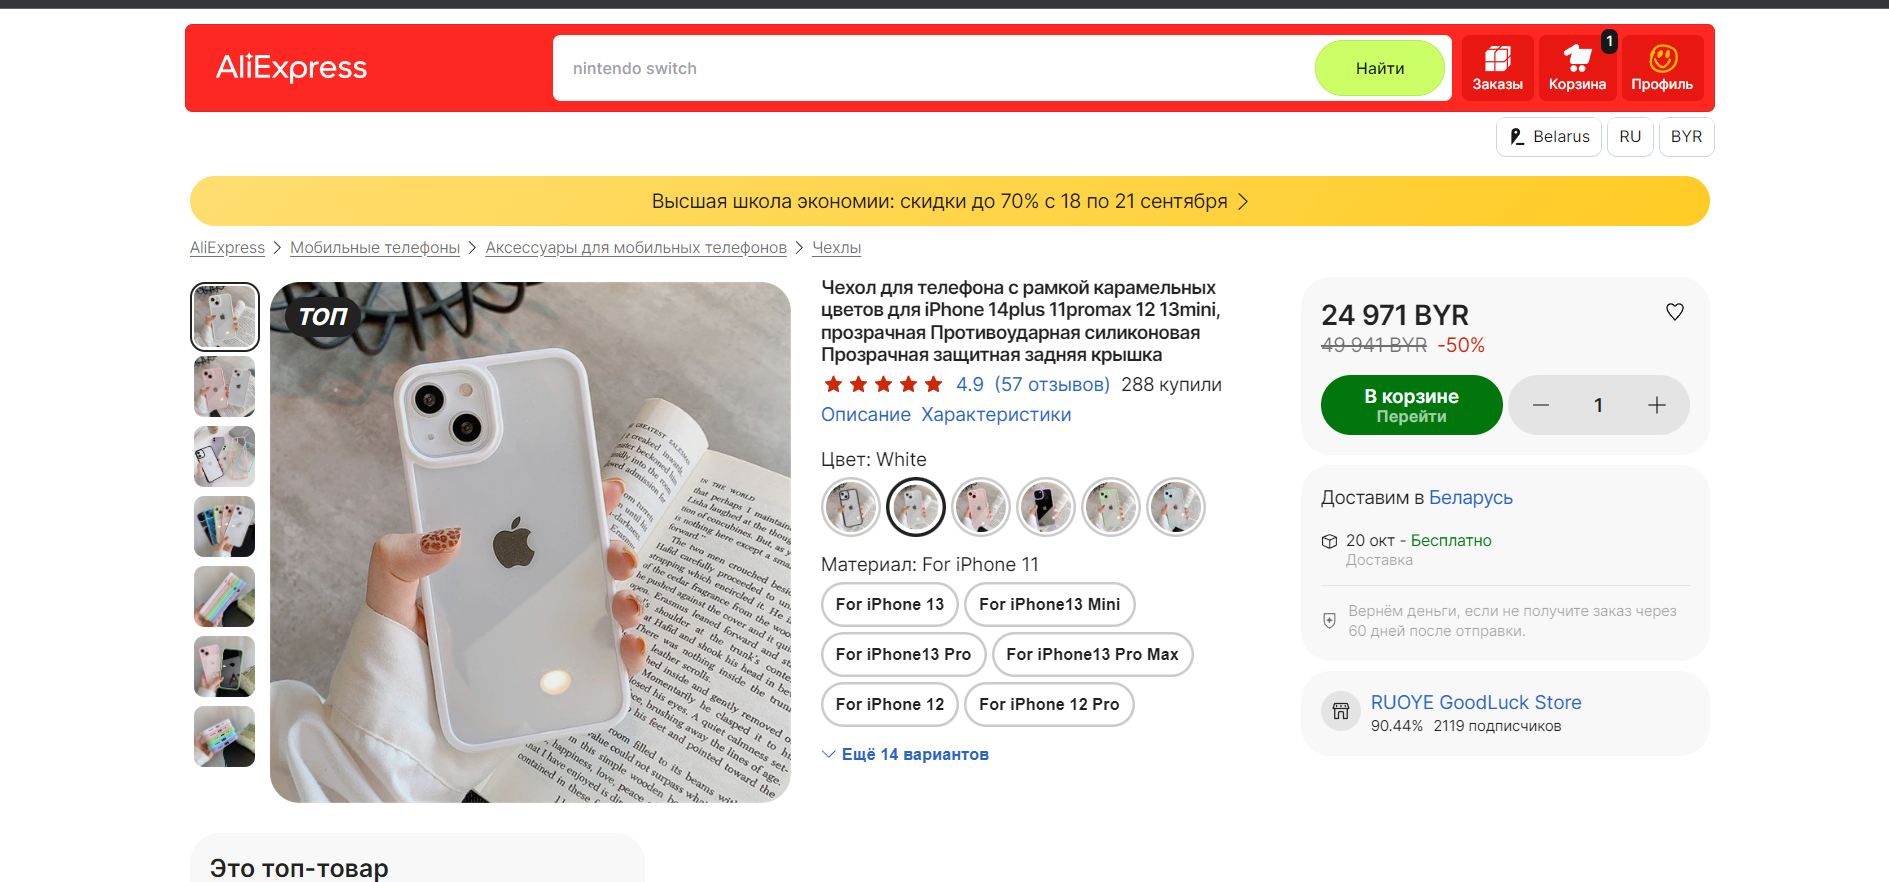 AliExpress
nintendo switch
Найти
Заказы
1
Корзина
Профиль
Belarus
RU
BYR
Высшая школа экономии: скидки до 70% с 18 по 21 сентября
AliExpress
Мобильные телефоны
Аксессуары для мобильных телефонов
Чехлы
ТОП
Чехол для телефона с рамкой карамельных
цветов для iPhone 14plus 11promax 12 13mini,
прозрачная Противоударная силиконовая
Прозрачная защитная задняя крышка
4.9 (57 отзывов) 288 купили
Описание Характеристики
Цвет: White
Материал: For iPhone 11
For iPhone 13
For iPhone13 Mini
For iPhone13 Pro
For iPhone13 Pro Max
For iPhone 12
For iPhone 12 Pro
Ещё 14 вариантов
24 971 BYR
49 941 BYR -50%
В корзине
Перейти
1
Доставим в Беларусь
20 окт - Бесплатно
Доставка
Вернём деньги, если не получите заказ через
60 дней после отправки.
RUOYE GoodLuck Store
90.44% 2119 подписчиков
Это топ-товар